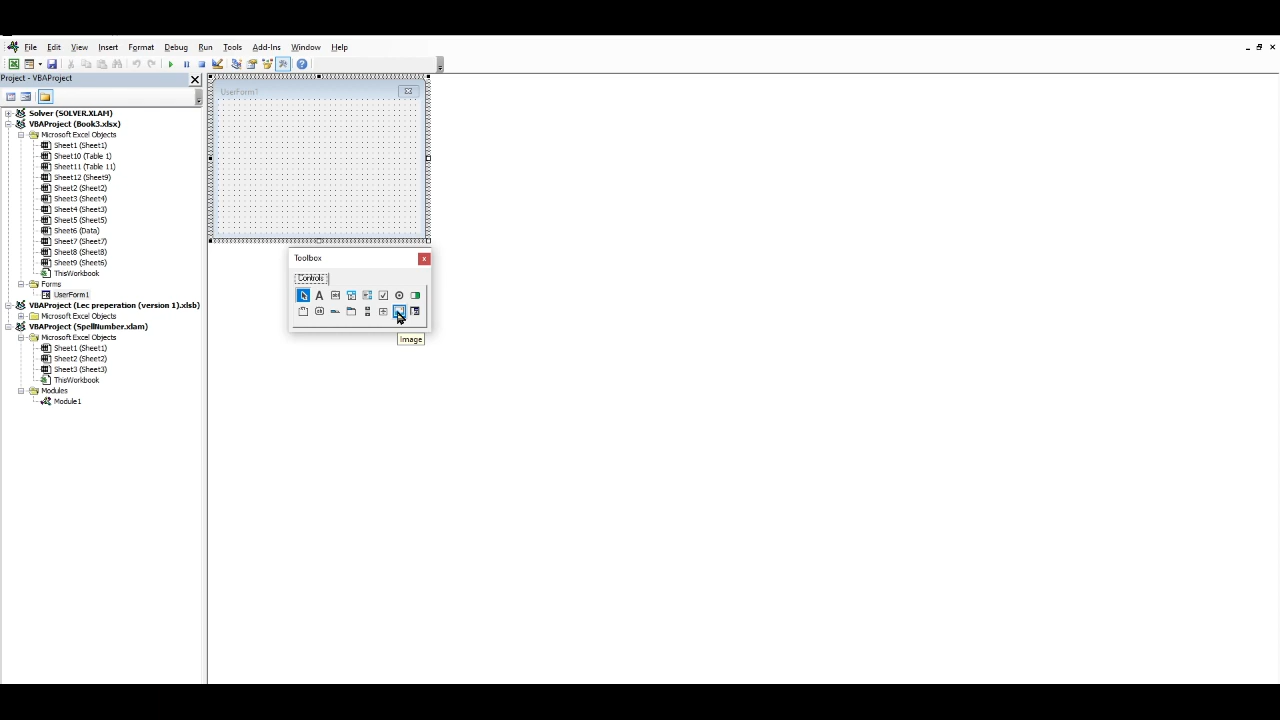 File Edit View Insert Format Debug Run Tools Add-Ins Window Help
Project - VBAProject
Solver (SOLVER.XLAM)
VBAProject (Book3.xlsx)
Microsoft Excel Objects
Sheet1 (Sheet1)
Sheet10 (Table 1)
Sheet11 (Table 11)
Sheet12 (Sheet9)
Sheet2 (Sheet2)
Sheet3 (Sheet4)
Sheet4 (Sheet3)
Sheet5 (Sheet5)
Sheet6 (Data)
Sheet7 (Sheet7)
Sheet8 (Sheet8)
Sheet9 (Sheet6)
ThisWorkbook
Forms
UserForm1
VBAProject (Lec preperation (version 1).xlsb)
Microsoft Excel Objects
VBAProject (SpellNumber.xlam)
Microsoft Excel Objects
Sheet1 (Sheet1)
Sheet2 (Sheet2)
Sheet3 (Sheet3)
ThisWorkbook
Modules
Module1
UserForm1
Toolbox
Controls
Image